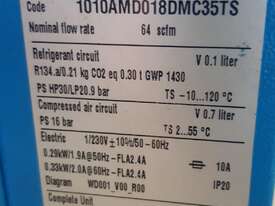 Code 1010AMD018DMC35TS
Nominal flow rate 64 scfm
Refrigerant circuit V 0.1 liter
R134.a/0.21 kg CO2 eq 0.30 t GWP 1430
PS HP30/LP20.9 bar TS -10...120 °C
Compressed air circuit V 0.7 liter
PS 16 bar TS 2...55 °C
Electric 1/230V±10%/50-60Hz
0.29kW/1.9A@50Hz-FLA2.4A
0.33kW/2.0A@60Hz-FLA2.4A 10A
Diagram WD001_V00_R00 IP20
Complete Unit